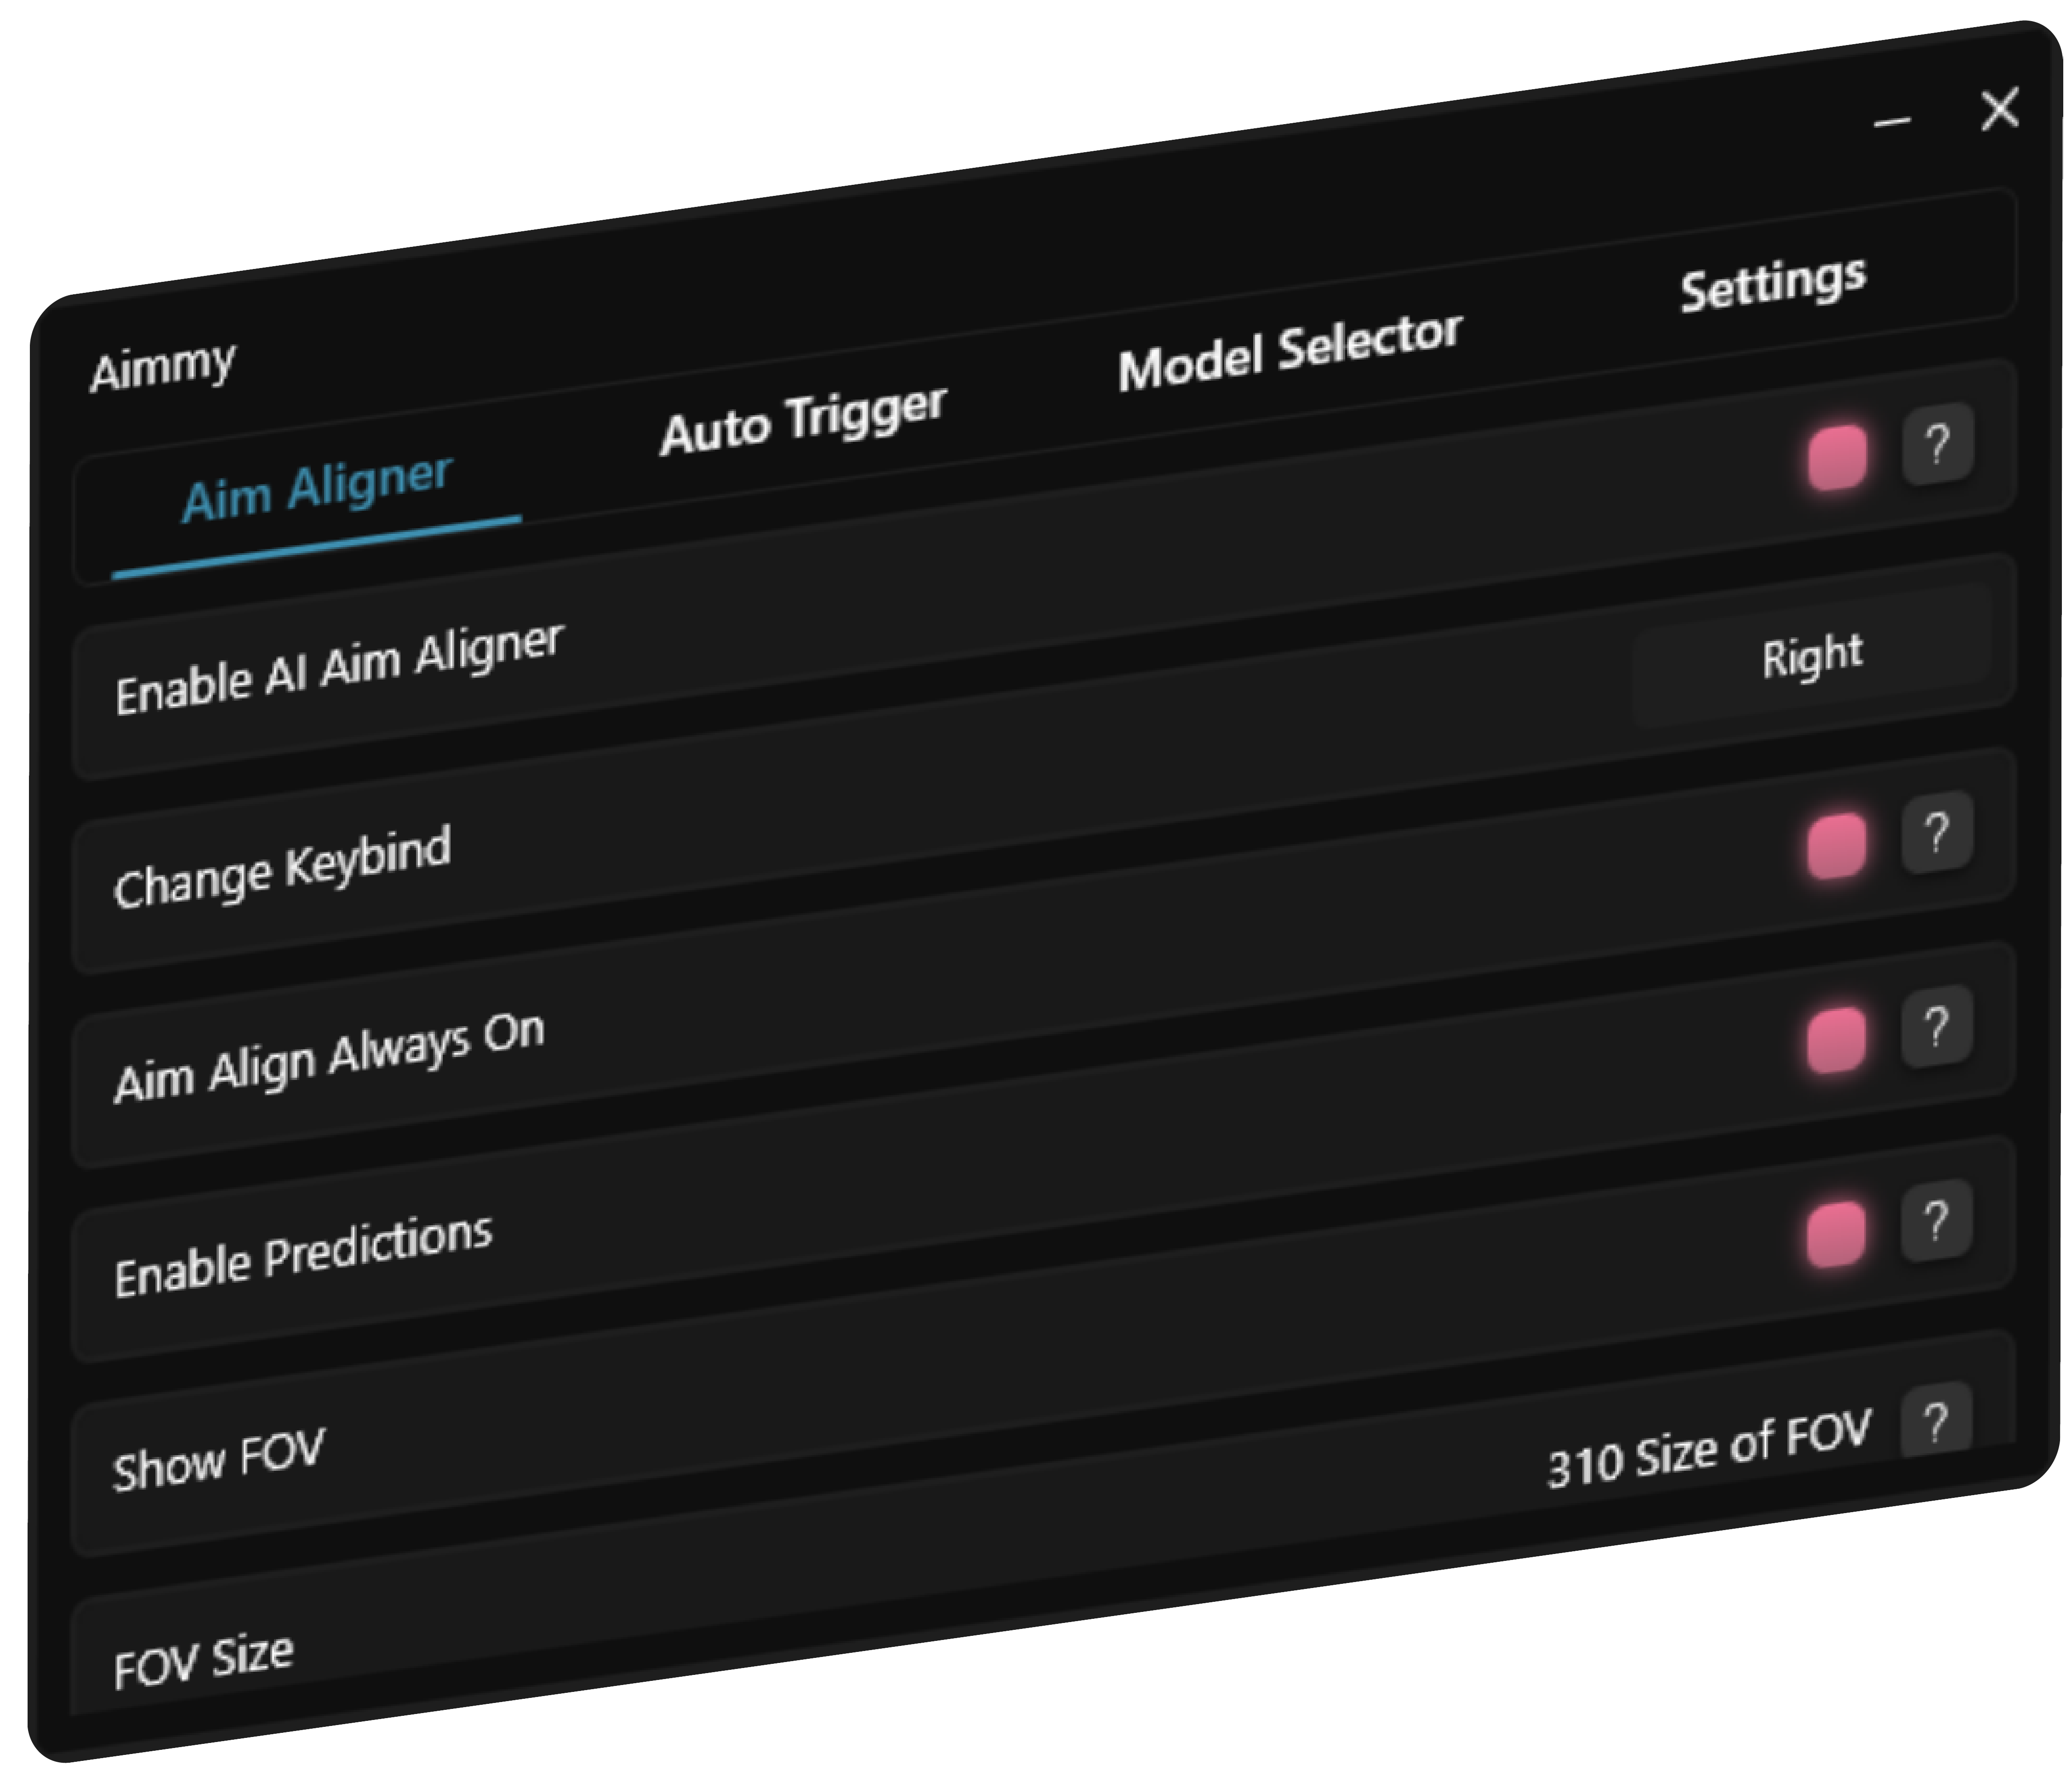 Aimmy
Aim Aligner
Auto Trigger
Model Selector
Settings
Enable AI Aim Aligner
?
Change Keybind
Right
Aim Align Always On
?
Enable Predictions
?
Show FOV
?
FOV Size
310 Size of FOV
?